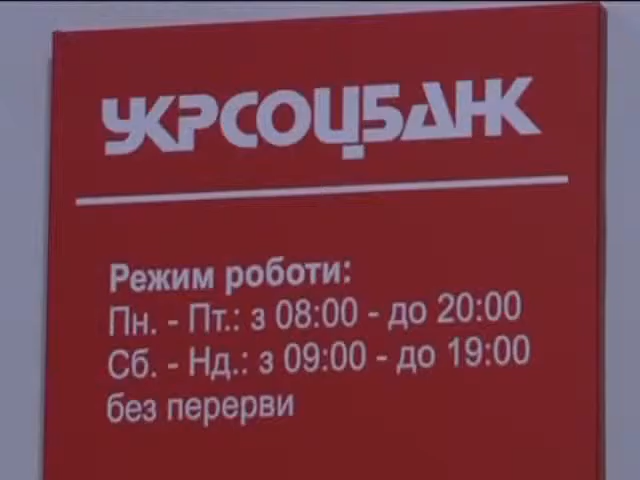 УКРСОЦБАНК
Режим роботи:
Пн. - Пт.: з 08:00 - до 20:00
Сб. - Нд.: з 09:00 - до 19:00
без перерви